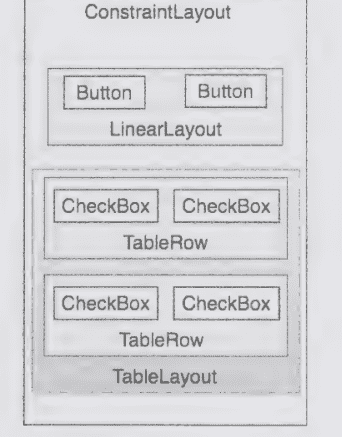 ConstraintLayout
Button Button
LinearLayout
CheckBox CheckBox
TableRow
CheckBox CheckBox
TableRow
TableLayout